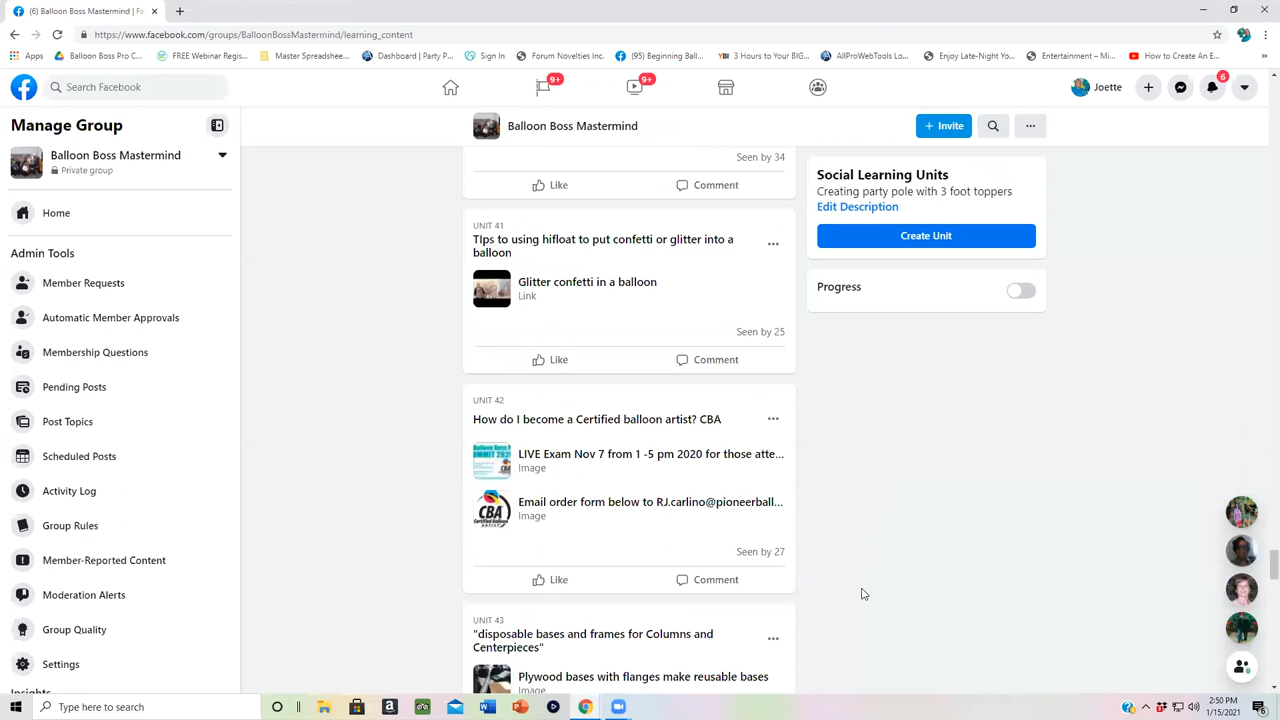 (6) Balloon Boss Mastermind | Fa
https://www.facebook.com/groups/BalloonBossMastermind/learning_content
Apps
Balloon Boss Pro C...
FREE Webinar Regis...
Master Spreadshee...
Dashboard | Party P...
Sign In
Forum Novelties Inc.
(95) Beginning Ball...
3 Hours to Your BIG...
AllProWebTools Lo...
Enjoy Late-Night Yo...
Entertainment – Mi...
How to Create An E...
Search Facebook
9+
9+
Joette
6
Manage Group
Balloon Boss Mastermind
Private group
Home
Admin Tools
Member Requests
Automatic Member Approvals
Membership Questions
Pending Posts
Post Topics
Scheduled Posts
Activity Log
Group Rules
Member-Reported Content
Moderation Alerts
Group Quality
Settings
Insights
Balloon Boss Mastermind
+ Invite
Seen by 34
Like
Comment
UNIT 41
TIps to using hifloat to put confetti or glitter into a
balloon
Glitter confetti in a balloon
Link
Seen by 25
Like
Comment
UNIT 42
How do I become a Certified balloon artist? CBA
LIVE Exam Nov 7 from 1 -5 pm 2020 for those atte...
Image
CBA
Email order form below to RJ.carlino@pioneerball...
Image
Seen by 27
Like
Comment
UNIT 43
"disposable bases and frames for Columns and
Centerpieces"
Plywood bases with flanges make reusable bases
Image
Social Learning Units
Creating party pole with 3 foot toppers
Edit Description
Create Unit
Progress
Type here to search
2:50 PM
1/15/2021